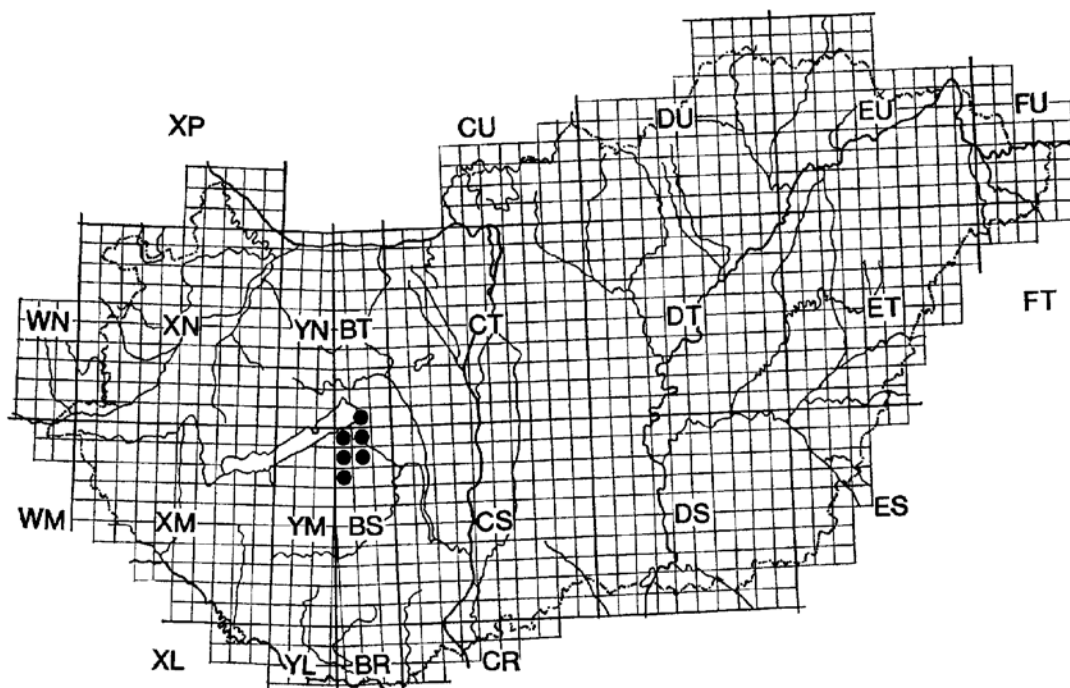 XP CU DU EU FU
WN XN YN BT CT DT ET FT
WM XM YM BS CS DS ES
XL YL BR CR